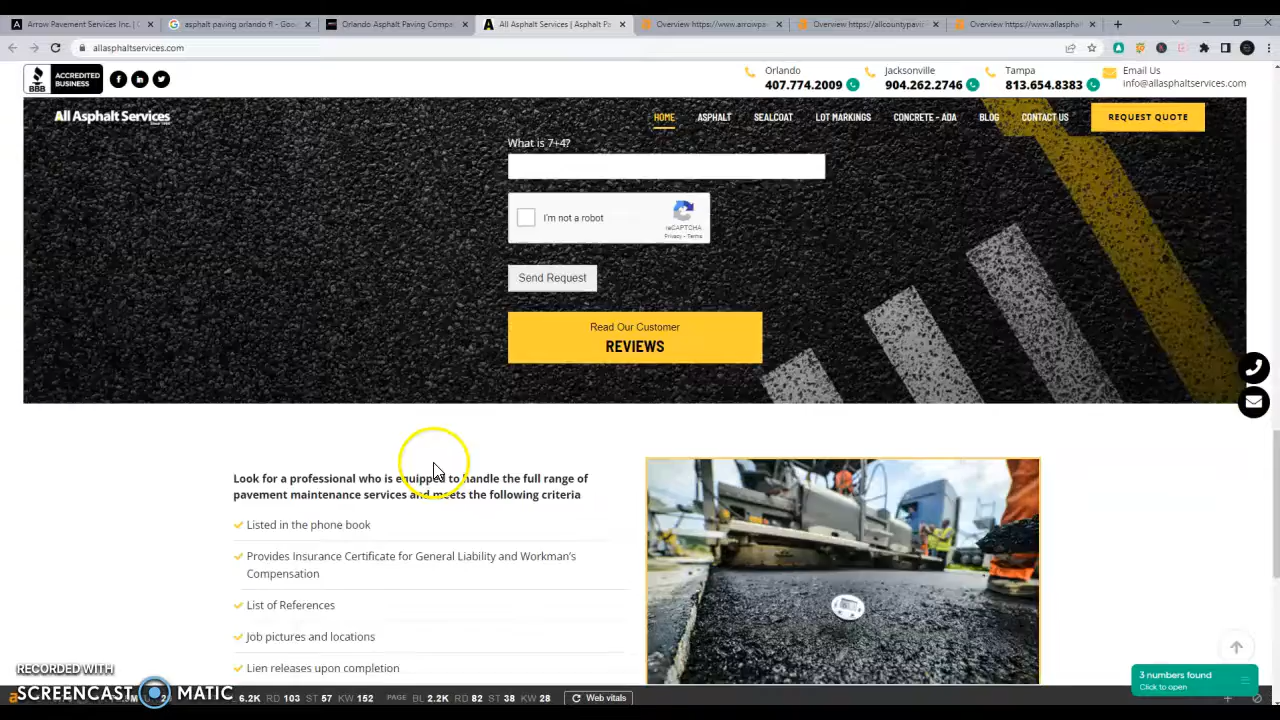 Arrow Pavement Services Inc. |
asphalt paving orlando fl - Goo
Orlando Asphalt Paving Compa
All Asphalt Services | Asphalt Pa
Overview https://www.arrowpa
Overview https://allcountypavin
Overview https://www.allaspha
allasphaltservices.com
BBB
ACCREDITED
BUSINESS
Orlando
407.774.2009
Jacksonville
904.262.2746
Tampa
813.654.8383
Email Us
info@allasphaltservices.com
All Asphalt Services
HOME
ASPHALT
SEALCOAT
LOT MARKINGS
CONCRETE - ADA
BLOG
CONTACT US
REQUEST QUOTE
What is 7+4?
I'm not a robot
reCAPTCHA
Privacy - Terms
Send Request
Read Our Customer
REVIEWS
Look for a professional who is equipped to handle the full range of
pavement maintenance services and meets the following criteria
Listed in the phone book
Provides Insurance Certificate for General Liability and Workman's
Compensation
List of References
Job pictures and locations
Lien releases upon completion
3 numbers found
Click to open
RECORDED WITH
SCREENCAST MATIC
6.2K RD 103 ST 57 KW 152 PAGE BL 2.2K RD 82 ST 38 KW 28 Web vitals